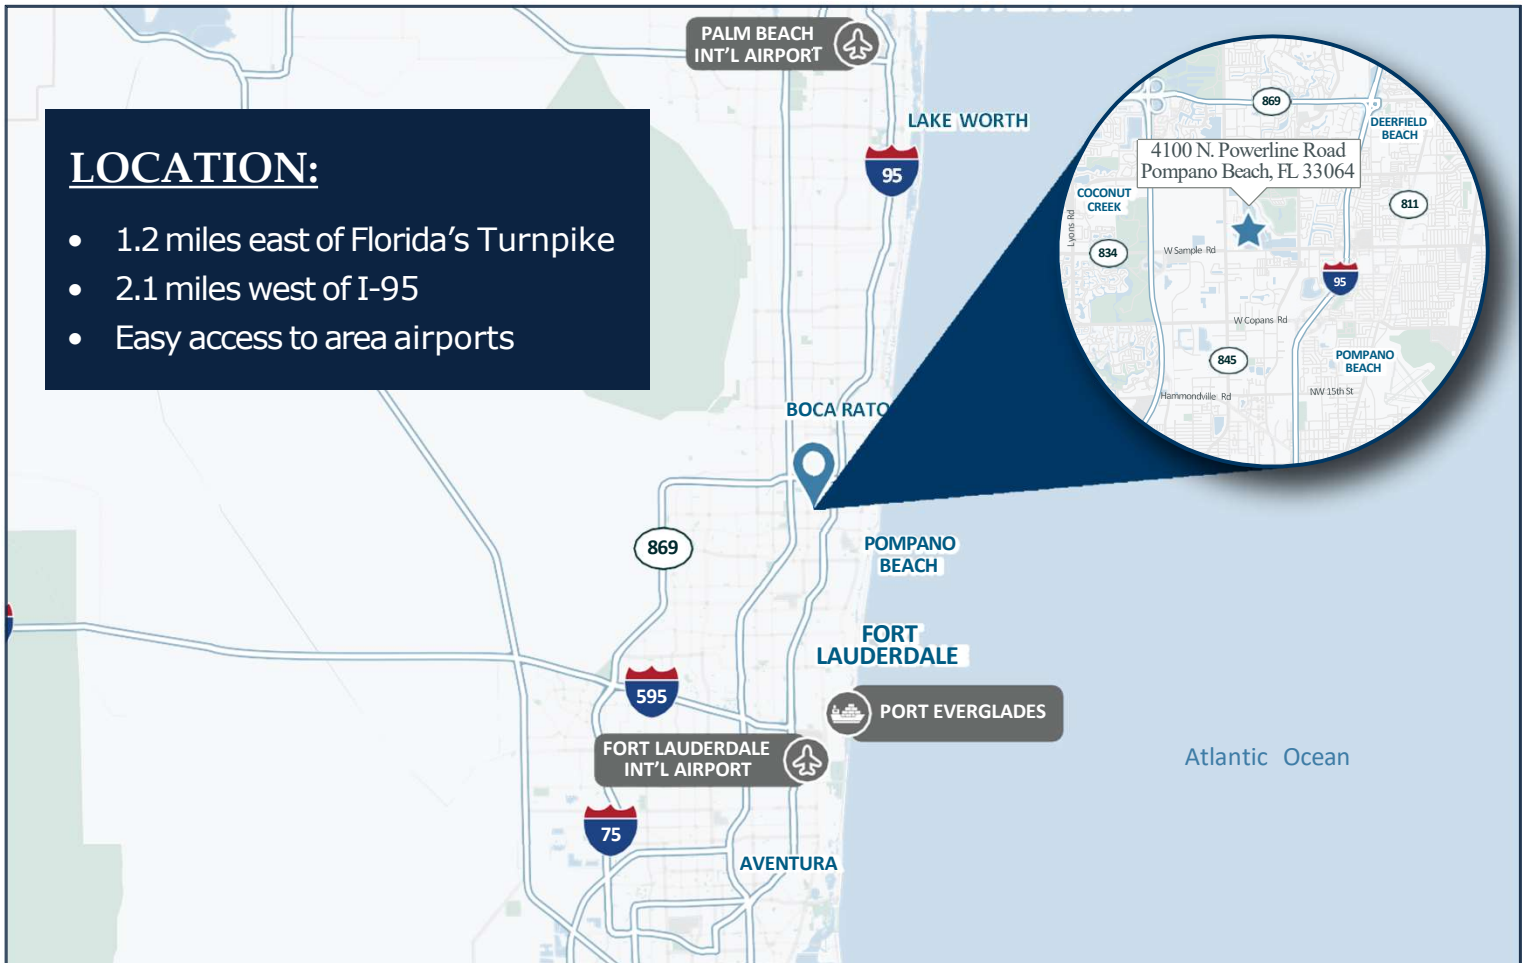 PALM BEACH
INT'L AIRPORT
LAKE WORTH
95
LOCATION:
• 1.2 miles east of Florida's Turnpike
• 2.1 miles west of I-95
• Easy access to area airports
869
DEERFIELD
BEACH
4100 N. Powerline Road
Pompano Beach, FL 33064
COCONUT
CREEK
811
Lyons Rd
834
W Sample Rd
95
W Copans Rd
845
POMPANO
BEACH
Hammondville Rd
NW 15th St
BOCA RATO
869
POMPANO
BEACH
FORT
LAUDERDALE
595
PORT EVERGLADES
FORT LAUDERDALE
INT'L AIRPORT
Atlantic Ocean
75
AVENTURA